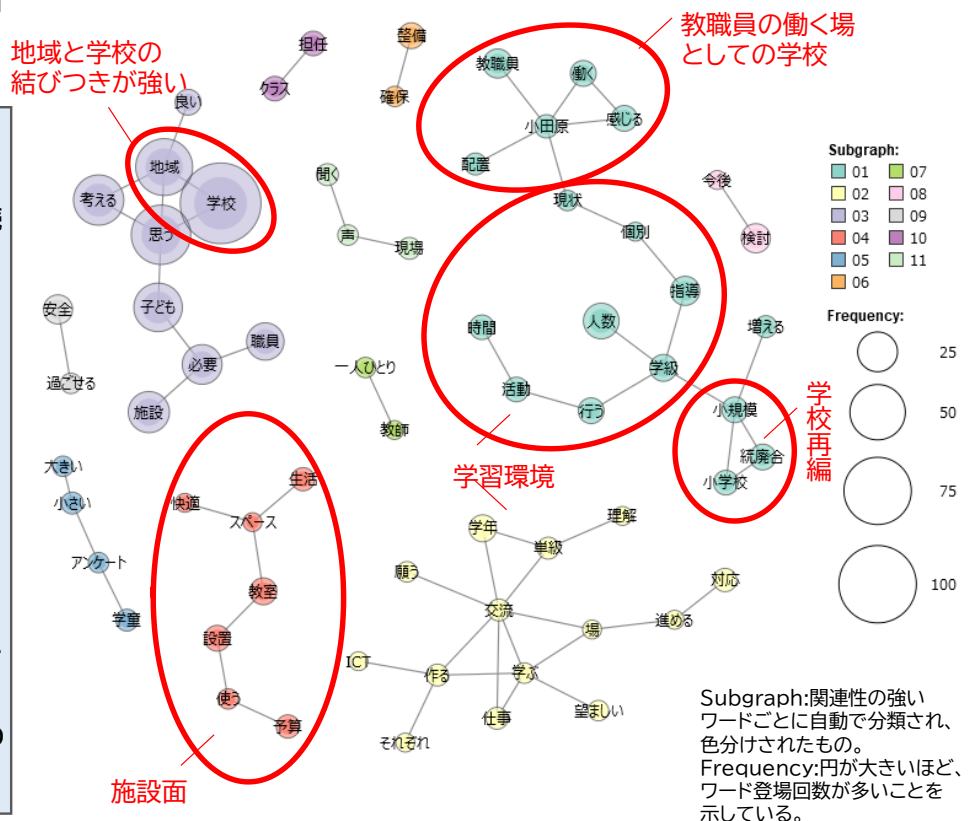 地域と学校の
結びつきが強い
教職員の働く場
としての学校
担任
クラス
整備
確保
教職員
働く
小田原
感じる
配置
良い
地域
考える
学校
思う
聞く
声
現場
今後
検討
現状
個別
指導
人数
時間
学級
活動
行う
増える
小規模
統廃合
小学校
学校再編
子ども
職員
必要
施設
安全
過ごせる
一人ひとり
教師
学習環境
大きい
小さい
アンケート
学童
快適
生活
スペース
教室
設置
使う
予算
施設面
学年
単級
理解
願う
交流
場
進める
対応
ICT
作る
学ぶ
仕事
望ましい
それぞれ
Subgraph:
01 07
02 08
03 09
04 10
05 11
06
Frequency:
25
50
75
100
Subgraph:関連性の強い
ワードごとに自動で分類され、
色分けされたもの。
Frequency:円が大きいほど、
ワード登場回数が多いことを
示している。